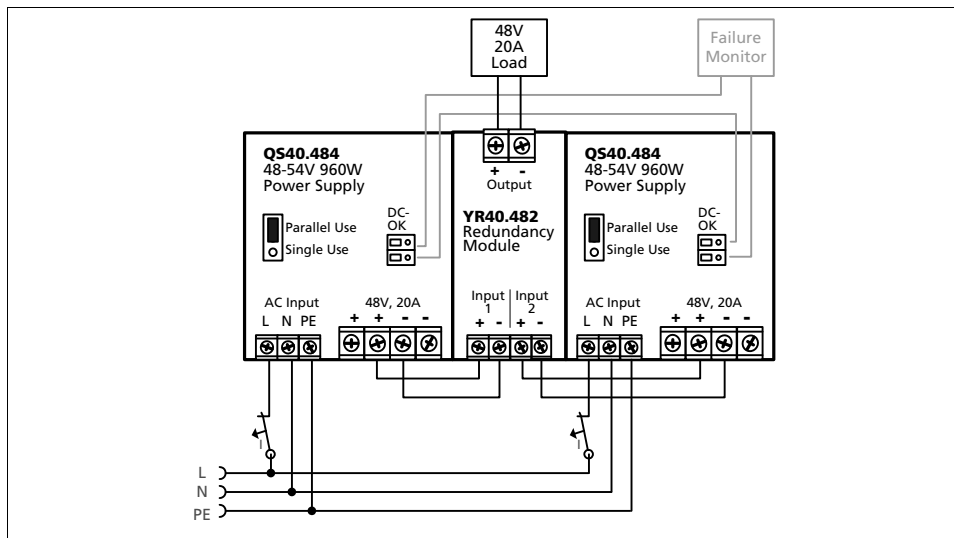 48V
20A
Load
Failure
Monitor
QS40.484
48-54V 960W
Power Supply
Parallel Use
Single Use
DC-
OK
AC Input
L N PE
48V, 20A
+ + - -
+ -
Output
YR40.482
Redundancy
Module
Input
1
Input
2
+ - + -
QS40.484
48-54V 960W
Power Supply
Parallel Use
Single Use
DC-
OK
AC Input
L N PE
48V, 20A
+ + - -
I
I
L
N
PE